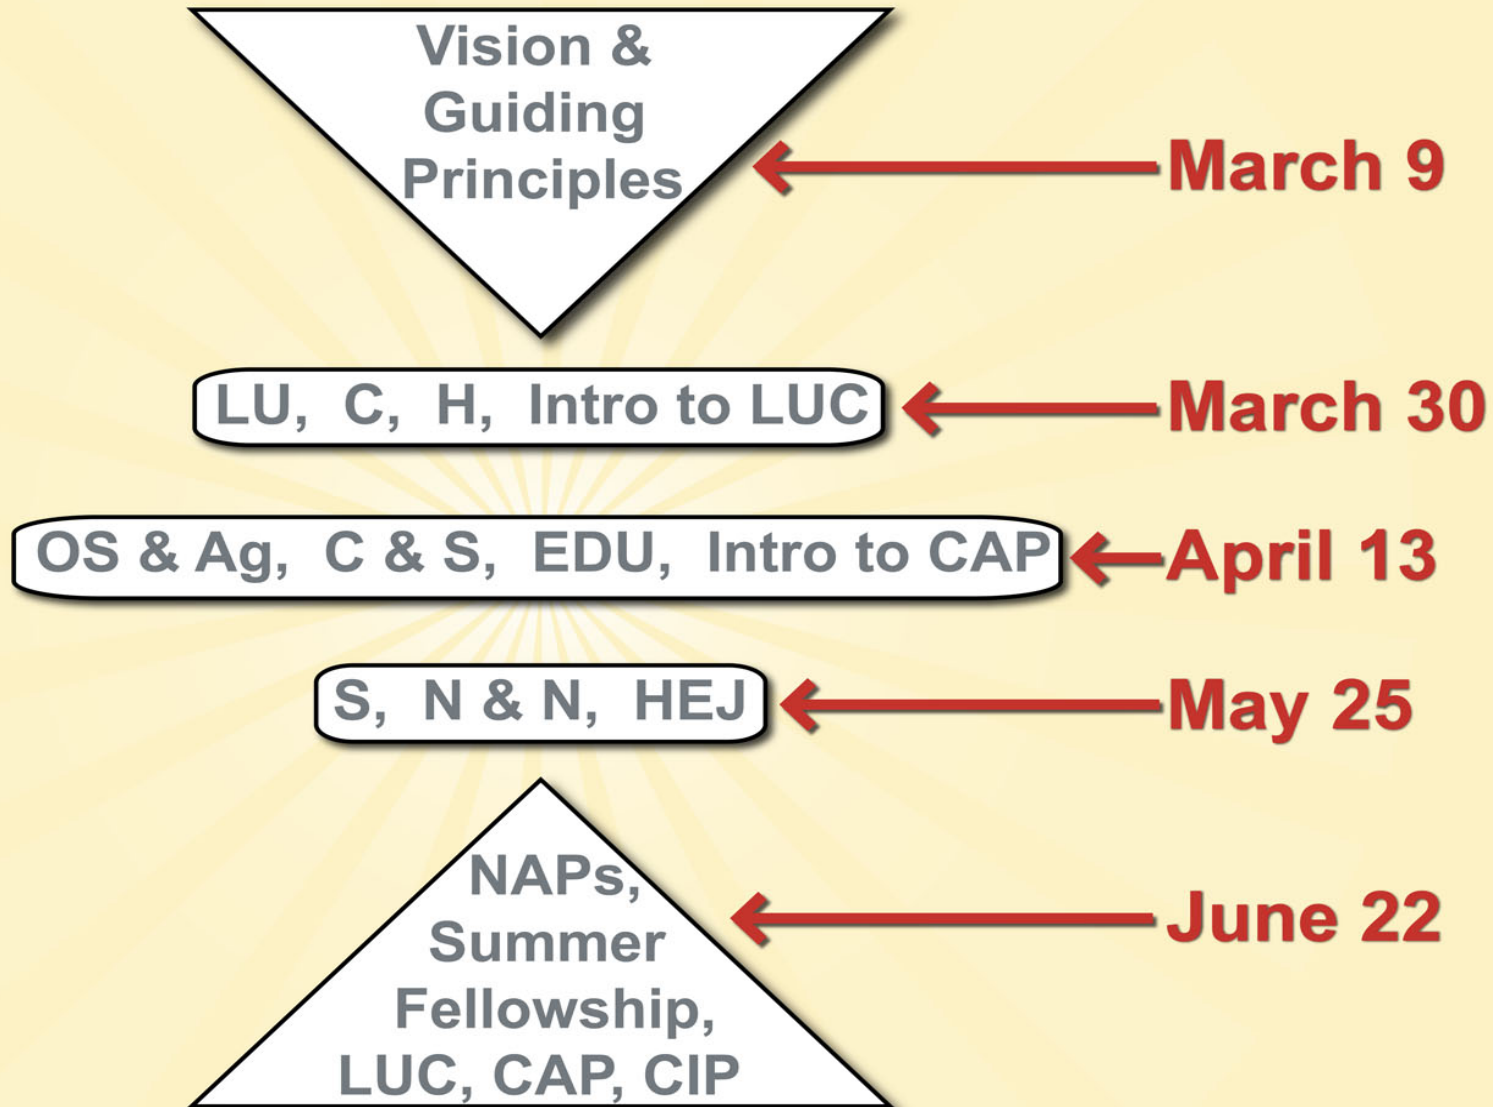 Vision &
Guiding
Principles
March 9
LU, C, H, Intro to LUC
March 30
OS & Ag, C & S, EDU, Intro to CAP
April 13
S, N & N, HEJ
May 25
NAPs,
Summer
Fellowship,
LUC, CAP, CIP
June 22